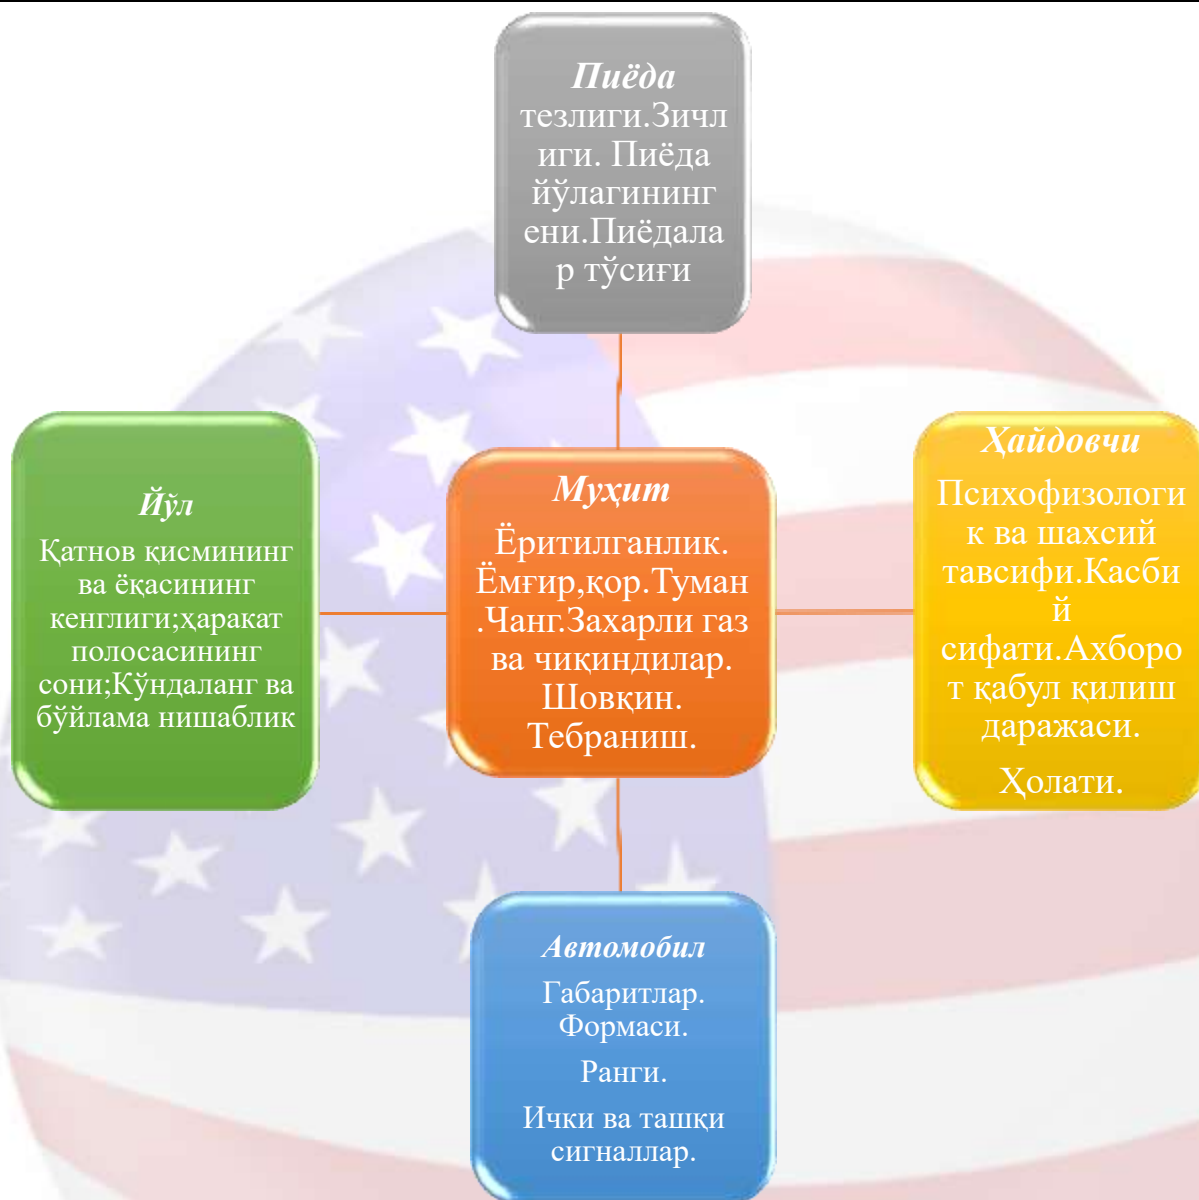 Пиёда
тезлиги.Зичл
иги. Пиёда
йўлагининг
ени.Пиёдала
р тўсиғи
Йўл
Қатнов қисмининг
ва ёқасининг
кенглиги;ҳаракат
полосасининг
сони;Кўндаланг ва
бўйлама нишаблик
Муҳит
Ёритилганлик.
Ёмғир,қор.Туман
.Чанг.Захарли газ
ва чиқиндилар.
Шовқин.
Тебраниш.
Ҳайдовчи
Психофизологи
к ва шахсий
тавсифи.Касби
й
сифати.Ахборо
т қабул қилиш
даражаси.
Ҳолати.
Автомобил
Габаритлар.
Формаси.
Ранги.
Ички ва ташқи
сигналлар.